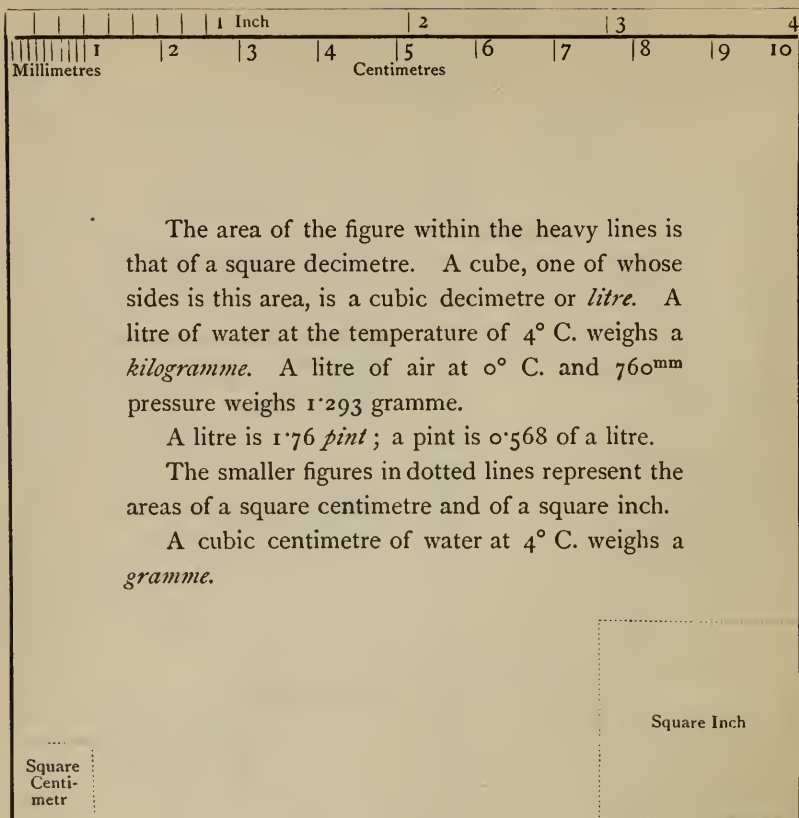 1 Inch 2 3 4
1 2 3 4 5 6 7 8 9 10
Millimetres Centimetres
The area of the figure within the heavy lines is
that of a square decimetre. A cube, one of whose
sides is this area, is a cubic decimetre or litre. A
litre of water at the temperature of 4° C. weighs a
kilogramme. A litre of air at 0° C. and 760mm
pressure weighs 1·293 gramme.
A litre is 1·76 pint; a pint is 0·568 of a litre.
The smaller figures in dotted lines represent the
areas of a square centimetre and of a square inch.
A cubic centimetre of water at 4° C. weighs a
gramme.
Square Inch
Square
Centi-
metr